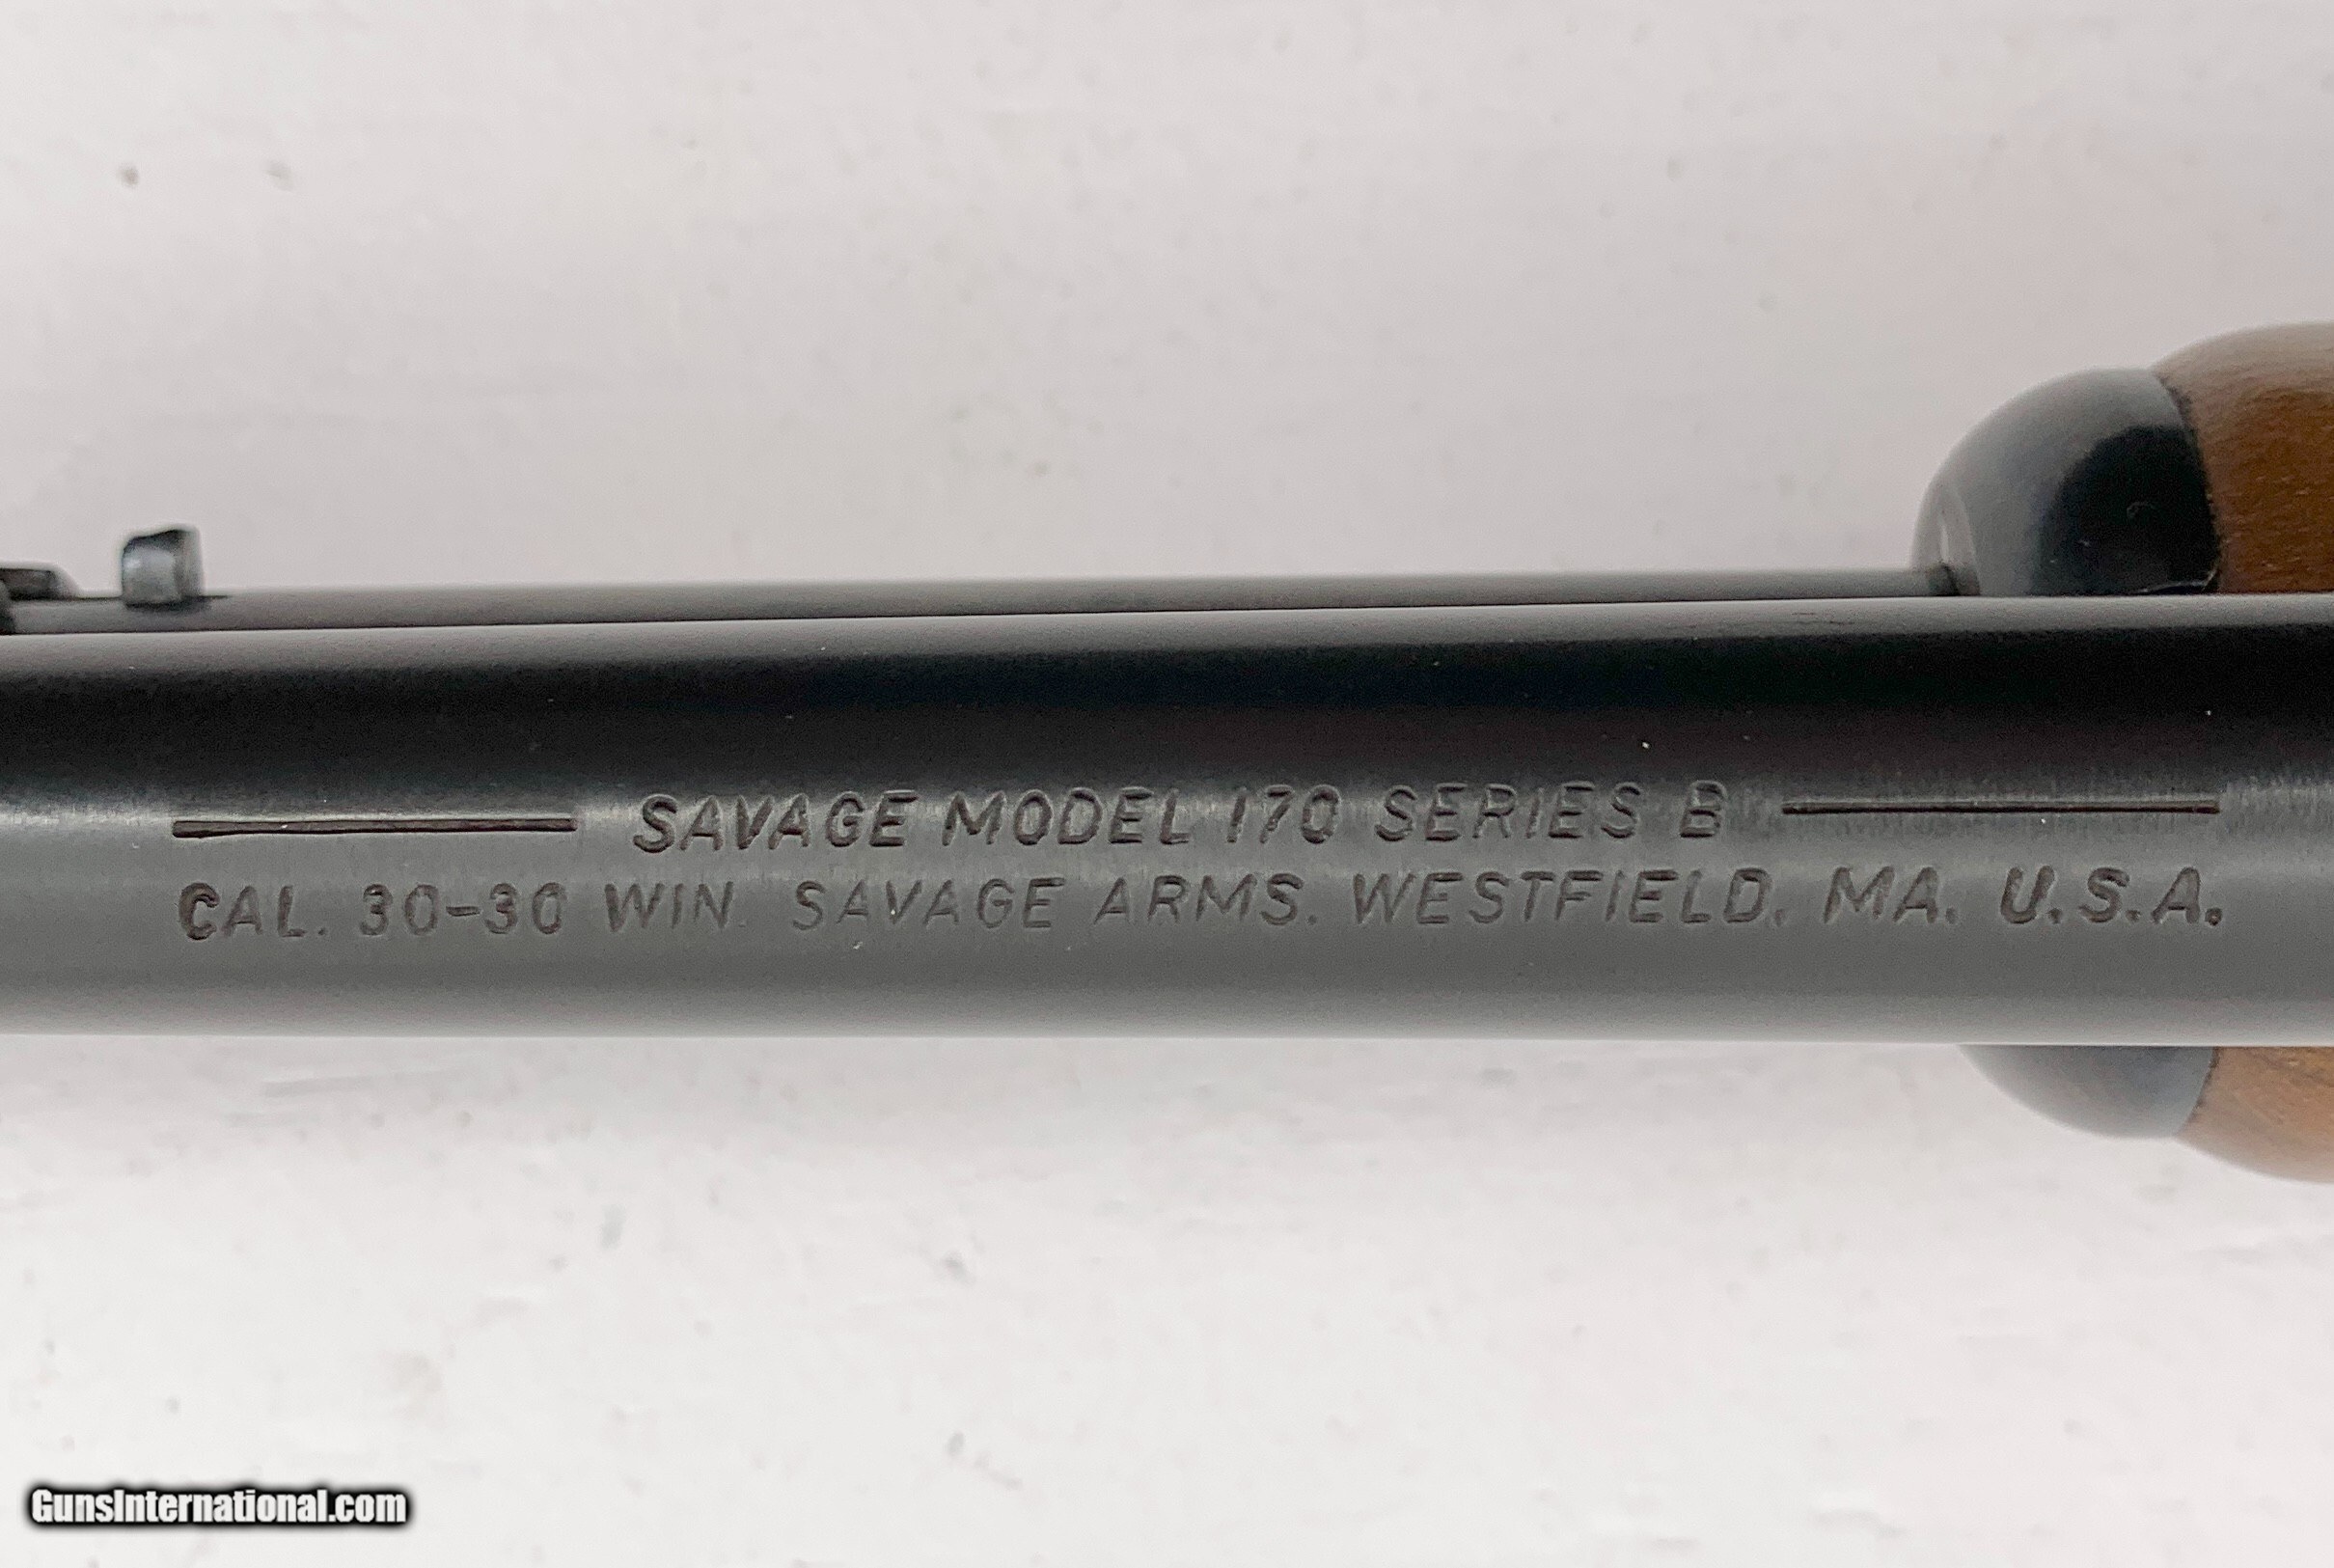 SAVAGE MODEL 170 SERIES B
CAL. 30-30 WIN. SAVAGE ARMS. WESTFIELD. MA. U.S.A.
GunsInternational.com